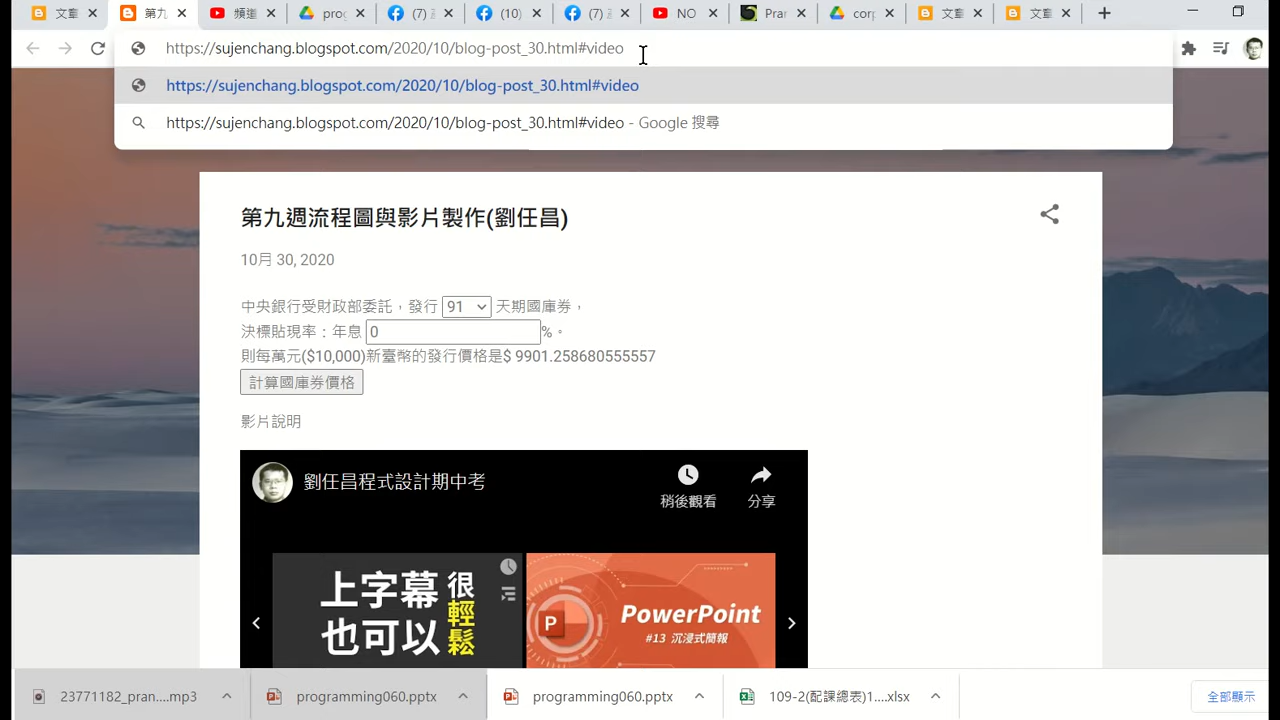 文章
第九
頻道
prog
(7)
(10)
(7)
NO
Pran
corp
文章
文章
https://sujenchang.blogspot.com/2020/10/blog-post_30.html#video
https://sujenchang.blogspot.com/2020/10/blog-post_30.html#video
https://sujenchang.blogspot.com/2020/10/blog-post_30.html#video - Google 搜尋
第九週流程圖與影片製作(劉任昌)
10月 30, 2020
中央銀行受財政部委託，發行 91 天期國庫券，
決標貼現率：年息 0 %。
則每萬元($10,000)新臺幣的發行價格是$ 9901.258680555557
計算國庫券價格
影片說明
劉任昌程式設計期中考
稍後觀看
分享
上字幕很輕鬆
也可以
PowerPoint
#13 沉浸式簡報
23771182_pran....mp3
programming060.pptx
programming060.pptx
109-2(配課總表)1....xlsx
全部顯示